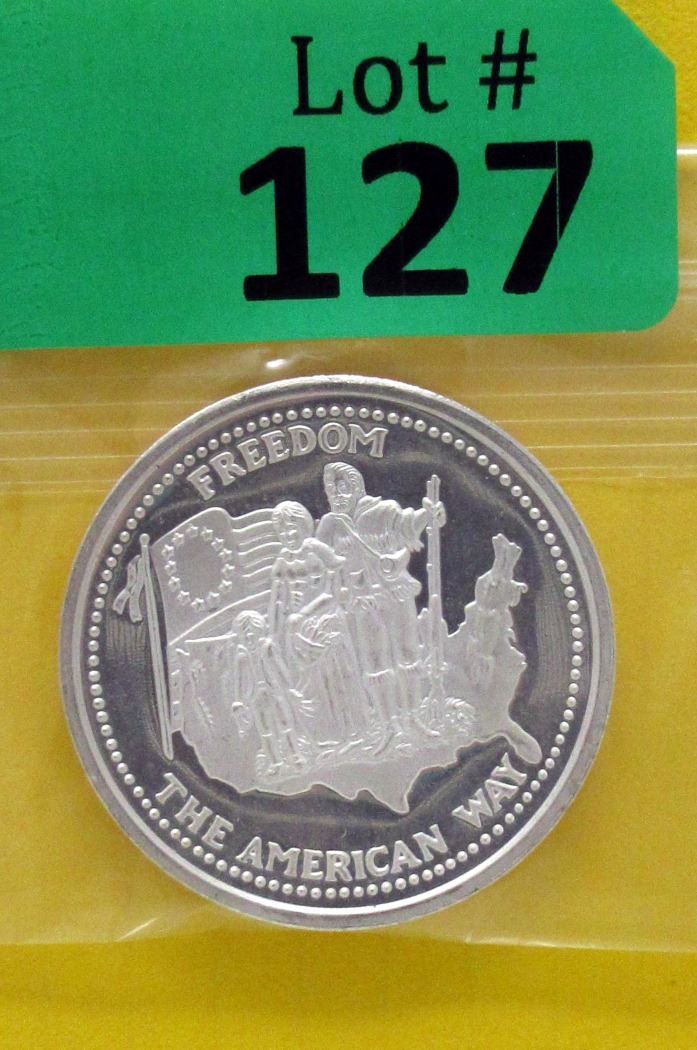 Lot #
127
FREEDOM
THE AMERICAN WAY